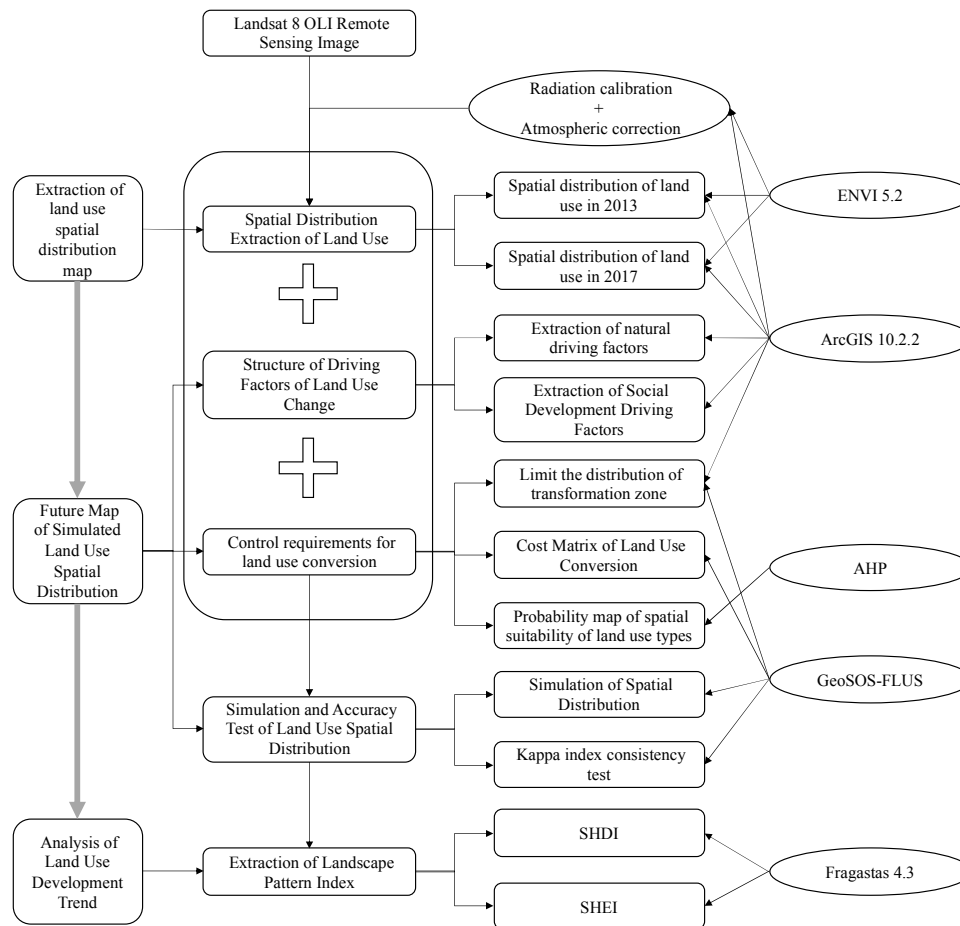 Landsat 8 OLI Remote
Sensing Image
Radiation calibration
+
Atmospheric correction
Extraction of
land use
spatial
distribution
map
Spatial Distribution
Extraction of Land Use
Spatial distribution of land
use in 2013
ENVI 5.2
Spatial distribution of land
use in 2017
Structure of Driving
Factors of Land Use
Change
Extraction of natural
driving factors
ArcGIS 10.2.2
Extraction of Social
Development Driving
Factors
Future Map
of Simulated
Land Use
Spatial
Distribution
Control requirements for
land use conversion
Limit the distribution of
transformation zone
Cost Matrix of Land Use
Conversion
AHP
Probability map of spatial
suitability of land use types
Simulation and Accuracy
Test of Land Use Spatial
Distribution
Simulation of Spatial
Distribution
GeoSOS-FLUS
Kappa index consistency
test
Analysis of
Land Use
Development
Trend
Extraction of Landscape
Pattern Index
SHDI
Fragastas 4.3
SHEI